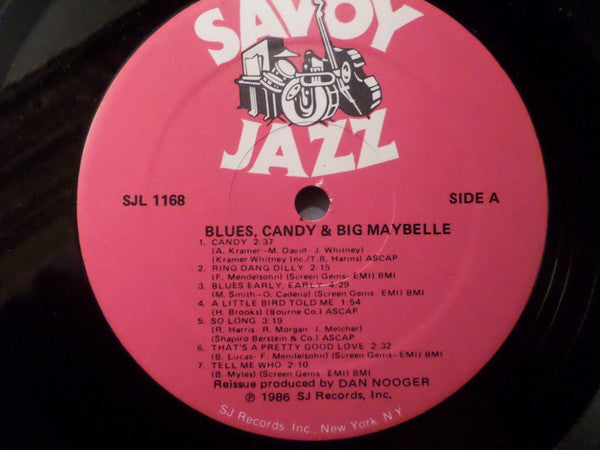 SAVOY
JAZZ
SJL 1168
SIDE A
BLUES, CANDY & BIG MAYBELLE
1. CANDY 2:37
(A. Kramer-M. David-J. Whitney)
(Kramer Whitney Inc./T.B. Harms) ASCAP
2. RING DANG DILLY 2:15
(F. Mendelsohn) (Screen Gems-EMI) BMI
3. BLUES EARLY, EARLY 4:29
(M. Smith-O. Cadena) (Screen Gems-EMI) BMI
4. A LITTLE BIRD TOLD ME 1:54
(H. Brooks) (Bourne Co.) ASCAP
5. SO LONG 3:19
(R. Harris-R. Morgan-I. Melcher)
(Shapiro Berstein & Co.) ASCAP
6. THAT'S A PRETTY GOOD LOVE 2:32
(B. Lucas-F. Mendelsohn) (Screen Gems-EMI) BMI
7. TELL ME WHO 2:10
(B. Myles) (Screen Gems-EMI) BMI
Reissue produced by DAN NOOGER
℗ 1986 SJ Records, Inc.
SJ Records, Inc., New York, N.Y.